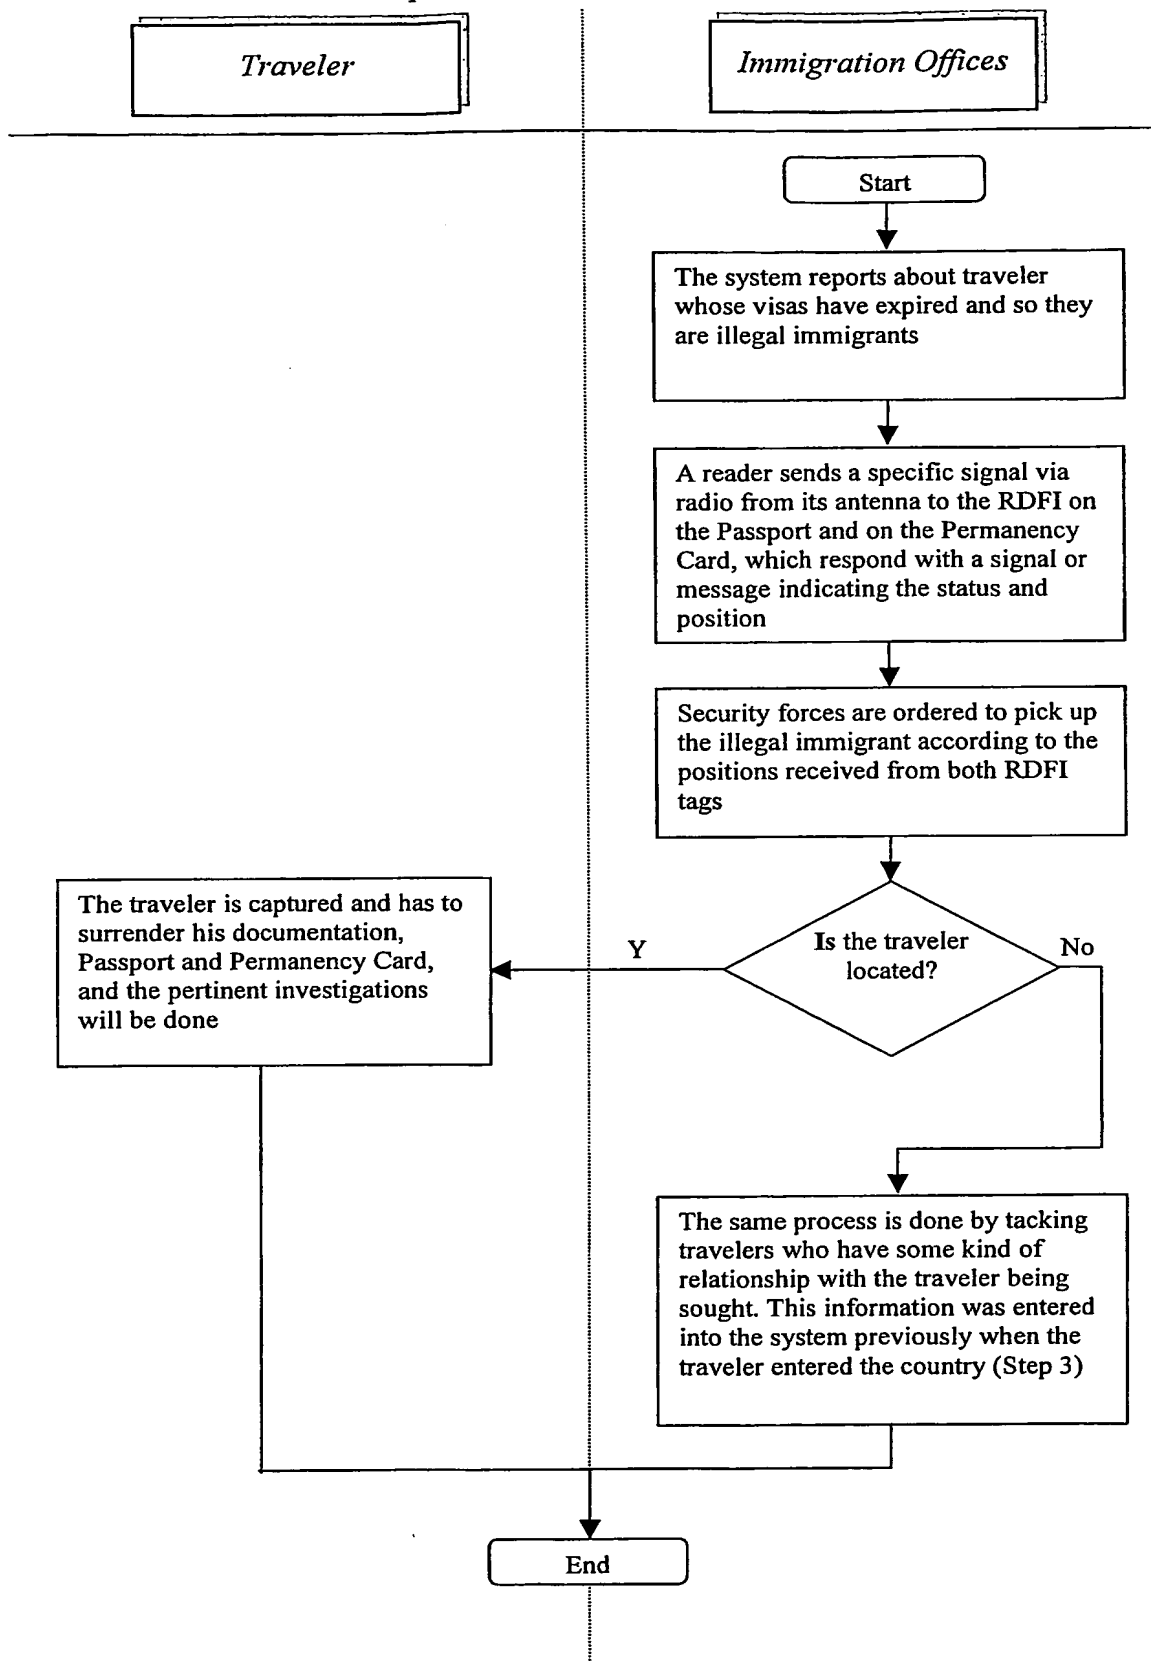 Traveler
Immigration Offices
Start
The system reports about traveler
whose visas have expired and so they
are illegal immigrants
A reader sends a specific signal via
radio from its antenna to the RDFI on
the Passport and on the Permanency
Card, which respond with a signal or
message indicating the status and
position
Security forces are ordered to pick up
the illegal immigrant according to the
positions received from both RDFI
tags
Is the traveler
located?
Y
No
The traveler is captured and has to
surrender his documentation,
Passport and Permanency Card,
and the pertinent investigations
will be done
The same process is done by tacking
travelers who have some kind of
relationship with the traveler being
sought. This information was entered
into the system previously when the
traveler entered the country (Step 3)
End